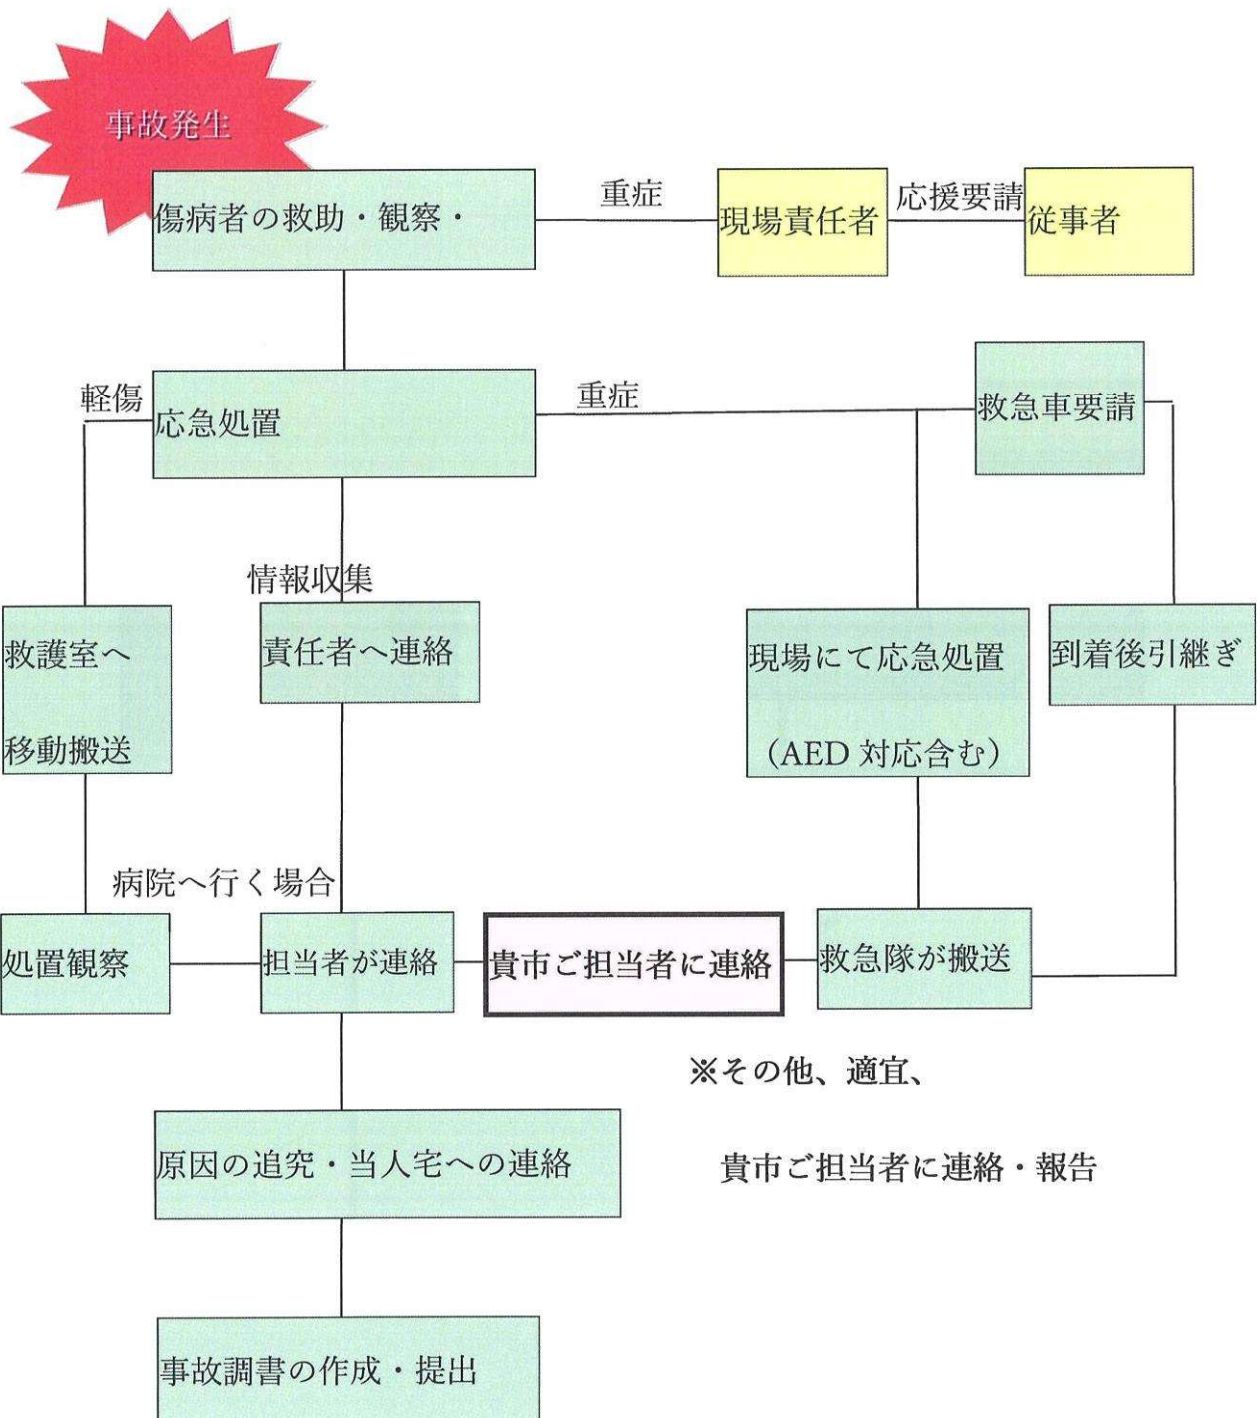 事故発生
傷病者の救助・観察・
重症
現場責任者
応援要請
従事者
軽傷
応急処置
重症
救急車要請
情報収集
救護室へ
移動搬送
責任者へ連絡
現場にて応急処置
（AED 対応含む）
到着後引継ぎ
病院へ行く場合
処置観察
担当者が連絡
貴市ご担当者に連絡
救急隊が搬送
※その他、適宜、
貴市ご担当者に連絡・報告
原因の追究・当人宅への連絡
事故調書の作成・提出